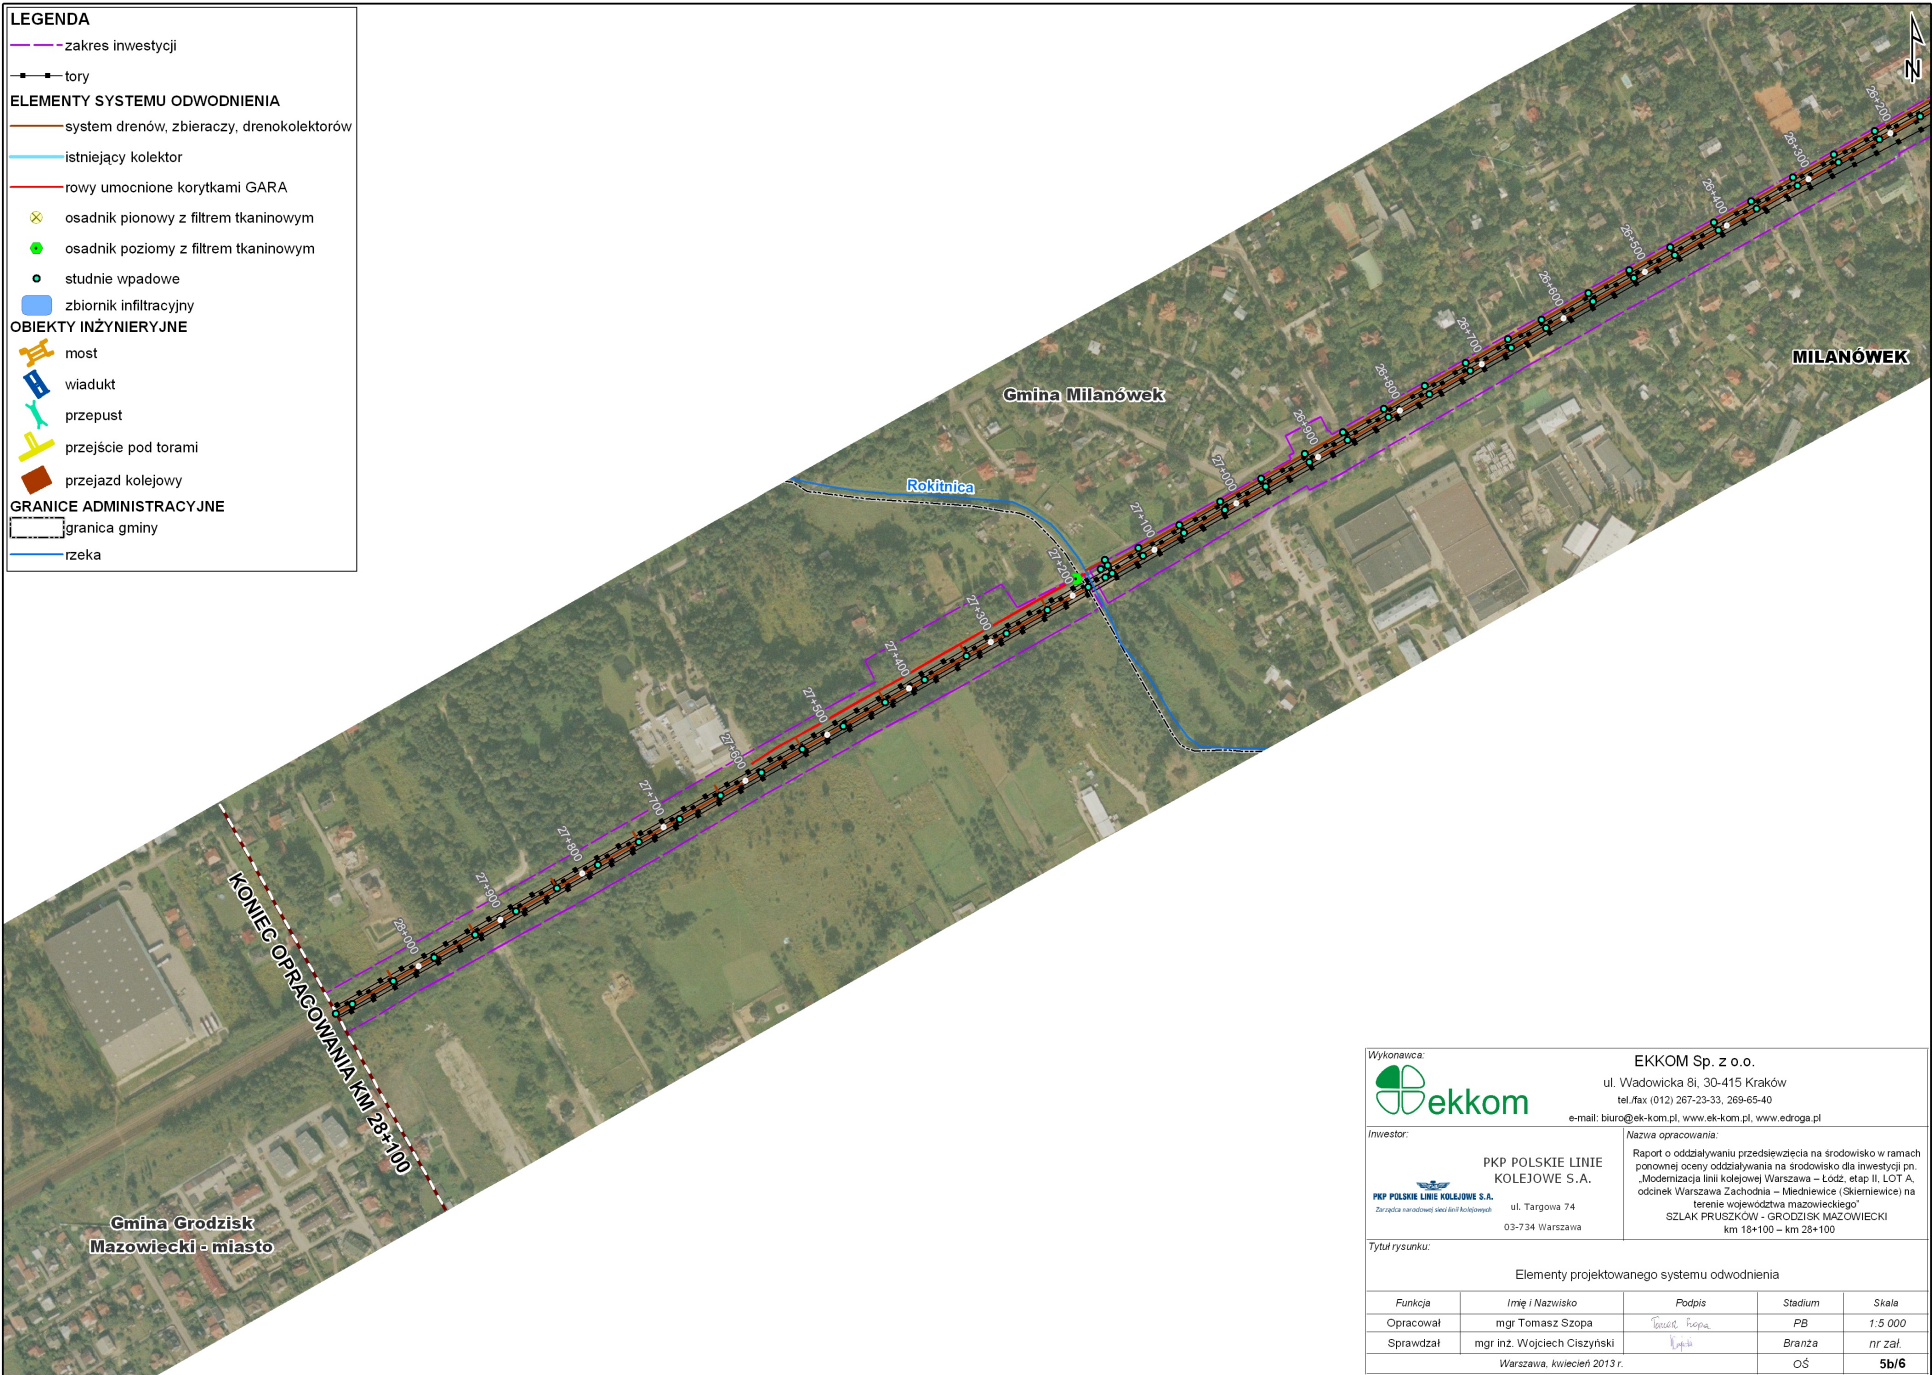 LEGENDA
zakres inwestycji
tory
ELEMENTY SYSTEMU ODWODNIENIA
system drenów, zbieraczy, drenokolektorów
istniejący kolektor
rowy umocnione korytkami GARA
osadnik pionowy z filtrem tkaninowym
osadnik poziomy z filtrem tkaninowym
studnie wpadowe
zbiornik infiltracyjny
OBIEKTY INŻYNIERYJNE
most
wiadukt
przepust
przejście pod torami
przejazd kolejowy
GRANICE ADMINISTRACYJNE
granica gminy
rzeka
N
26+200
26+300
26+400
26+500
26+600
26+700
26+800
26+900
27+000
27+100
27+200
27+300
27+400
27+500
27+600
27+700
27+800
27+900
28+000
MILANÓWEK
Gmina Milanówek
Rokitnica
KONIEC OPRACOWANIA KM 28+100
Gmina Grodzisk
Mazowiecki - miasto
Wykonawca:
ekkom
EKKOM Sp. z o.o.
ul. Wadowicka 8i, 30-415 Kraków
tel./fax (012) 267-23-33, 269-65-40
e-mail: biuro@ek-kom.pl, www.ek-kom.pl, www.edroga.pl
Inwestor:
PKP POLSKIE LINIE KOLEJOWE S.A.
Zarządca narodowej sieci linii kolejowych
PKP POLSKIE LINIE
KOLEJOWE S.A.
ul. Targowa 74
03-734 Warszawa
Nazwa opracowania:
Raport o oddziaływaniu przedsięwzięcia na środowisko w ramach
ponownej oceny oddziaływania na środowisko dla inwestycji pn.
„Modernizacja linii kolejowej Warszawa – Łódź, etap II, LOT A,
odcinek Warszawa Zachodnia – Miedniewice (Skierniewice) na
terenie województwa mazowieckiego"
SZLAK PRUSZKÓW - GRODZISK MAZOWIECKI
km 18+100 – km 28+100
Tytuł rysunku:
Elementy projektowanego systemu odwodnienia
Funkcja Imię i Nazwisko Podpis Stadium Skala
Opracował mgr Tomasz Szopa PB 1:5 000
Sprawdzał mgr inż. Wojciech Ciszyński Branża nr zał.
Warszawa, kwiecień 2013 r. OŚ 5b/6